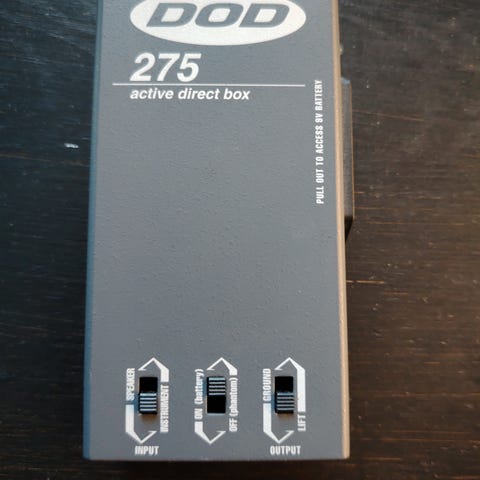 DOD
275
active direct box
PULL OUT TO ACCESS 9V BATTERY
SPEAKER
INSTRUMENT
INPUT
ON (battery)
OFF (phantom)
GROUND
LIFT
OUTPUT